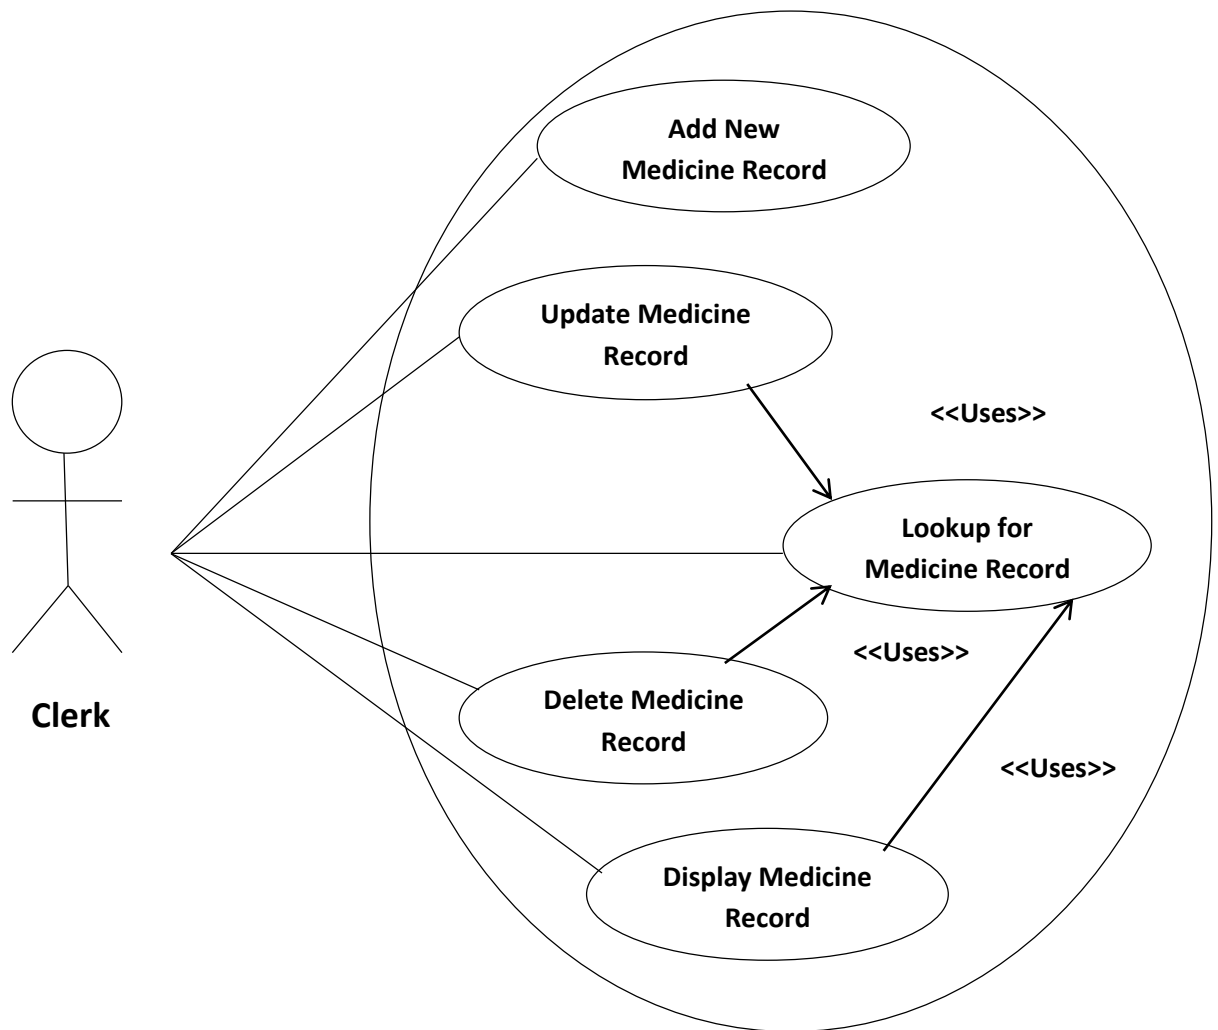 Add New
Medicine Record
Update Medicine
Record
<<Uses>>
Lookup for
Medicine Record
<<Uses>>
Delete Medicine
Record
Clerk
<<Uses>>
Display Medicine
Record